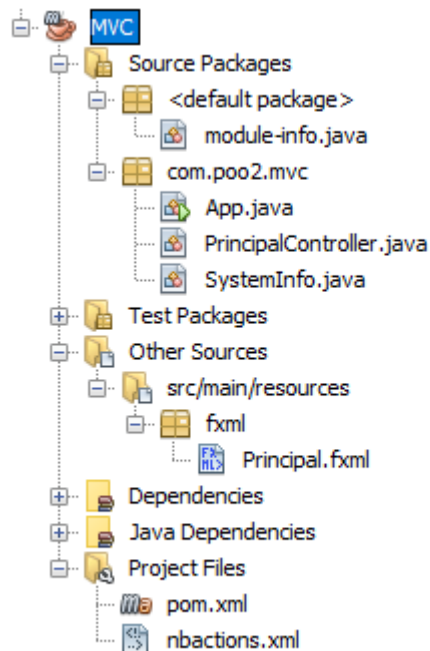 MVC
Source Packages
<default package>
module-info.java
com.poo2.mvc
App.java
PrincipalController.java
SystemInfo.java
Test Packages
Other Sources
src/main/resources
fxml
Principal.fxml
Dependencies
Java Dependencies
Project Files
pom.xml
nbactions.xml